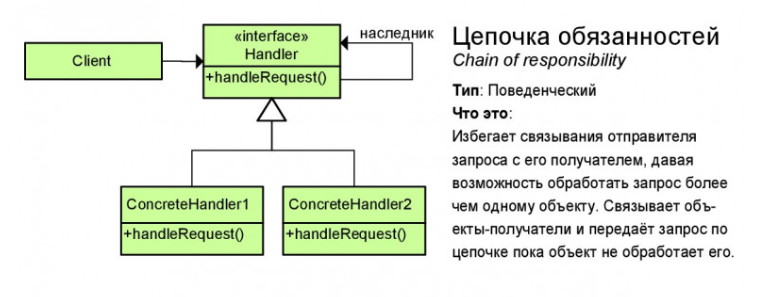 «interface»
Handler
+handleRequest()
наследник
Client
ConcreteHandler1
+handleRequest()
ConcreteHandler2
+handleRequest()
Цепочка обязанностей
Chain of responsibility
Тип: Поведенческий
Что это:
Избегает связывания отправителя
запроса с его получателем, давая
возможность обработать запрос более
чем одному объекту. Связывает объ-
екты-получатели и передаёт запрос по
цепочке пока объект не обработает его.